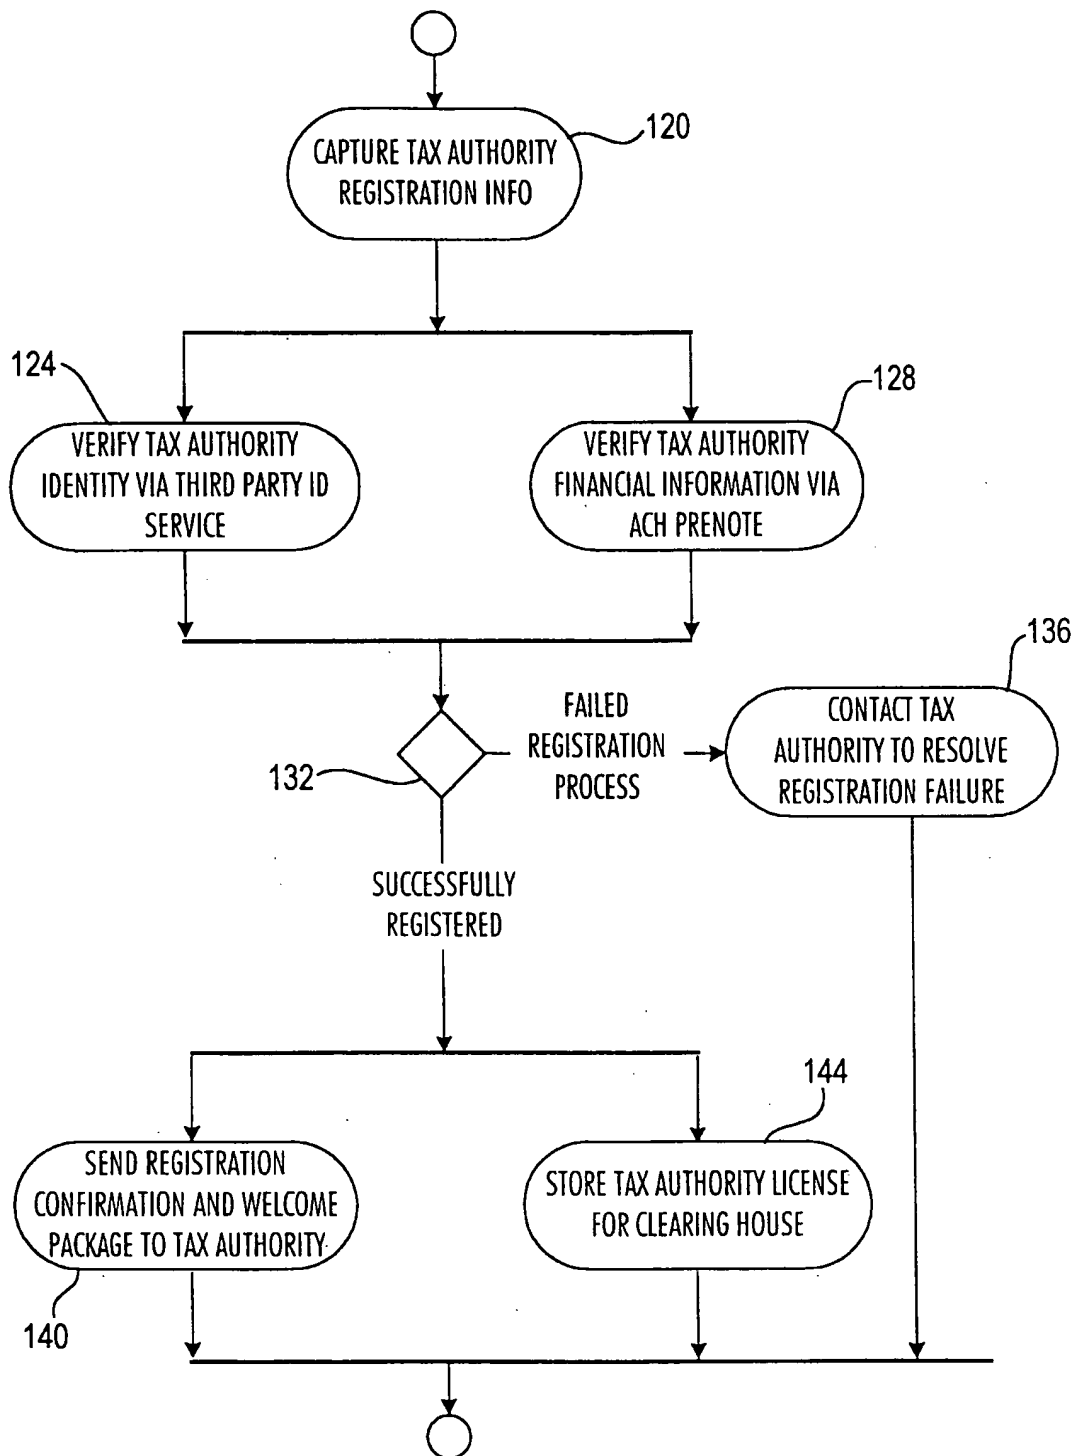 120
CAPTURE TAX AUTHORITY
REGISTRATION INFO
124
128
VERIFY TAX AUTHORITY
IDENTITY VIA THIRD PARTY ID
SERVICE
VERIFY TAX AUTHORITY
FINANCIAL INFORMATION VIA
ACH PRENOTE
136
FAILED
REGISTRATION
PROCESS
CONTACT TAX
AUTHORITY TO RESOLVE
REGISTRATION FAILURE
132
SUCCESSFULLY
REGISTERED
144
SEND REGISTRATION
CONFIRMATION AND WELCOME
PACKAGE TO TAX AUTHORITY
STORE TAX AUTHORITY LICENSE
FOR CLEARING HOUSE
140